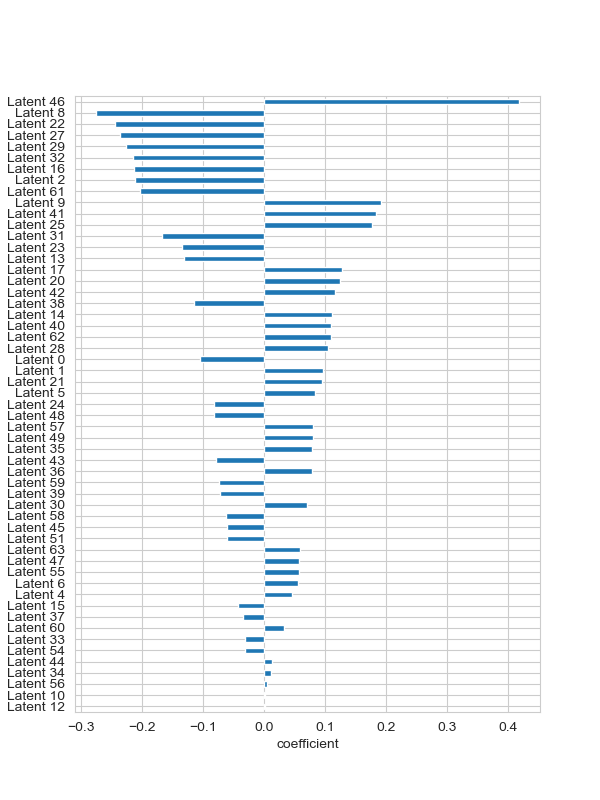 Latent 46
Latent 8
Latent 22
Latent 27
Latent 29
Latent 32
Latent 16
Latent 2
Latent 61
Latent 9
Latent 41
Latent 25
Latent 31
Latent 23
Latent 13
Latent 17
Latent 20
Latent 42
Latent 38
Latent 14
Latent 40
Latent 62
Latent 28
Latent 0
Latent 1
Latent 21
Latent 5
Latent 24
Latent 48
Latent 57
Latent 49
Latent 35
Latent 43
Latent 36
Latent 59
Latent 39
Latent 30
Latent 58
Latent 45
Latent 51
Latent 63
Latent 47
Latent 55
Latent 6
Latent 4
Latent 15
Latent 37
Latent 60
Latent 33
Latent 54
Latent 44
Latent 34
Latent 56
Latent 10
Latent 12
−0.3 −0.2 −0.1 0.0 0.1 0.2 0.3 0.4
coefficient